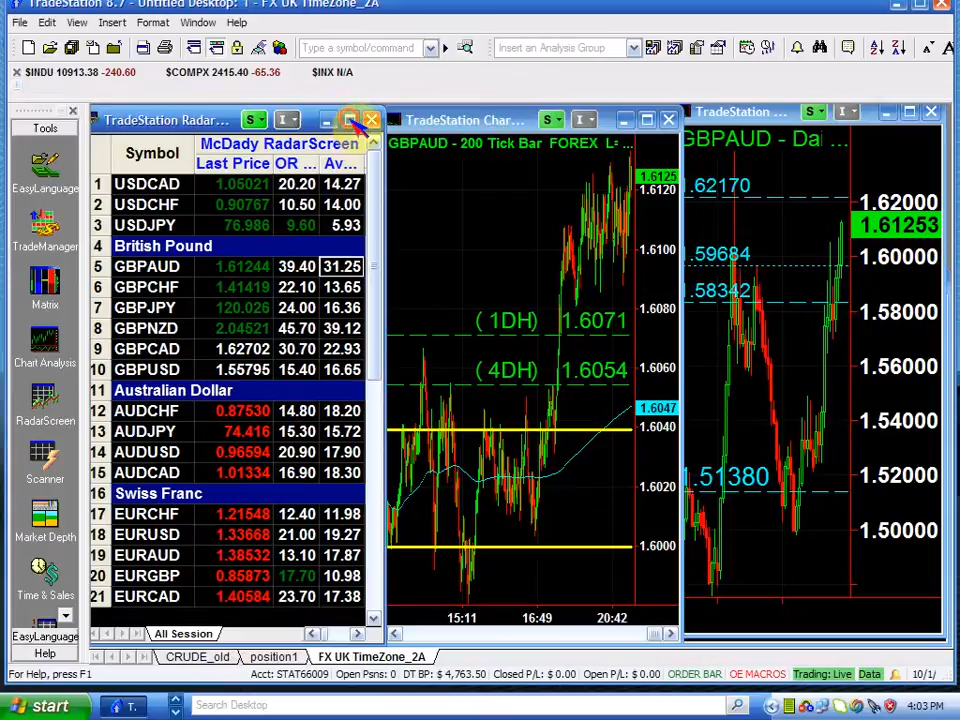 TradeStation 8.7 - Untitled Desktop: 1 - FX UK TimeZone_2A
File Edit View Insert Format Window Help
Type a symbol/command Insert an Analysis Group
$INDU 10913.38 -240.60 $COMPX 2415.40 -65.36 $INX N/A
Tools
EasyLanguage
TradeManager
Matrix
Chart Analysis
RadarScreen
Scanner
Market Depth
Time & Sales
EasyLanguage
Help
TradeStation Radar... S I
McDady RadarScreen
Symbol Last Price OR ... Av...
1 USDCAD 1.05021 20.20 14.27
2 USDCHF 0.90767 10.50 14.00
3 USDJPY 76.986 9.60 5.93
4 British Pound
5 GBPAUD 1.61244 39.40 31.25
6 GBPCHF 1.41419 22.10 13.65
7 GBPJPY 120.026 24.00 16.36
8 GBPNZD 2.04521 45.70 39.12
9 GBPCAD 1.62702 30.70 22.93
10 GBPUSD 1.55795 15.40 16.65
11 Australian Dollar
12 AUDCHF 0.87530 14.80 18.20
13 AUDJPY 74.416 15.30 15.72
14 AUDUSD 0.96594 20.90 17.90
15 AUDCAD 1.01334 16.90 18.30
16 Swiss Franc
17 EURCHF 1.21548 12.40 11.98
18 EURUSD 1.33668 21.00 19.27
19 EURAUD 1.38532 13.10 17.87
20 EURGBP 0.85873 17.70 10.98
21 EURCAD 1.40584 23.70 17.38
All Session
TradeStation Char... S I
GBPAUD - 200 Tick Bar FOREX L= ...
1.6125
1.6120
1.6100
1.6080
( 1DH) 1.6071
1.6060
( 4DH) 1.6054
1.6047
1.6040
1.6020
1.6000
15:11 16:49 20:42
TradeStation ... S I
GBPAUD - Dai ...
1.62170
1.62000
1.61253
1.59684
1.60000
1.58342
1.58000
1.56000
1.54000
1.51380
1.52000
1.50000
CRUDE_old position1 FX UK TimeZone_2A
For Help, press F1 Acct: STAT66009 Open Psns: 0 DT BP: $ 4,763.50 Closed P/L: $ 0.00 Open P/L: $ 0.00 ORDER BAR OE MACROS Trading: Live Data 10/1/
start T. Search Desktop 4:03 PM